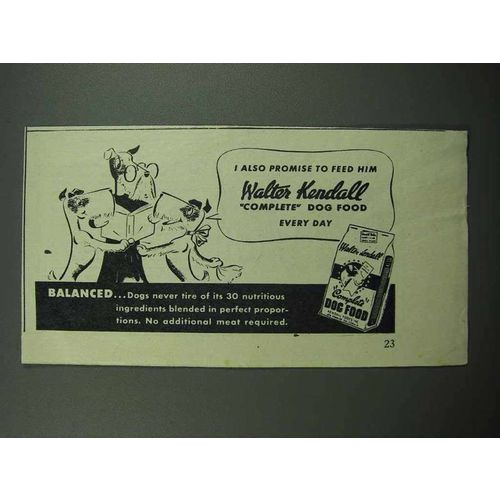 I ALSO PROMISE TO FEED HIM
Walter Kendall
"COMPLETE" DOG FOOD
EVERY DAY
BALANCED...Dogs never tire of its 30 nutritious
ingredients blended in perfect propor-
tions. No additional meat required.
Walter Kendall
"Complete"
DOG FOOD
23